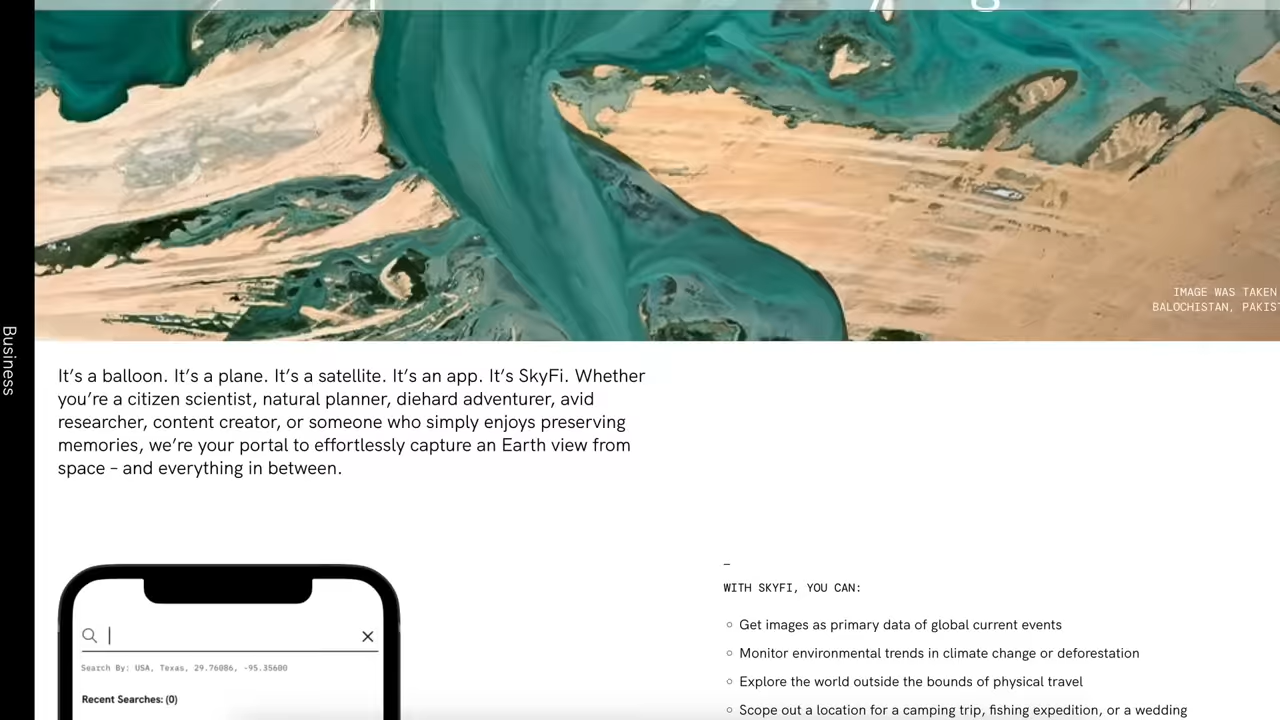 IMAGE WAS TAKEN
BALOCHISTAN,
Business
It’s a balloon. It’s a plane. It’s a satellite. It’s an app. It’s SkyFi. Whether
you’re a citizen scientist, natural planner, diehard adventurer, avid
researcher, content creator, or someone who simply enjoys preserving
memories, we’re your portal to effortlessly capture an Earth view from
space – and everything in between.
–
WITH SKYFI, YOU CAN:
Get images as primary data of global current events
Monitor environmental trends in climate change or deforestation
Explore the world outside the bounds of physical travel
Scope out a location for a camping trip, fishing expedition, or a wedding
Search By: USA, Texas, 29.76086, -95.35600
Recent Searches: (0)